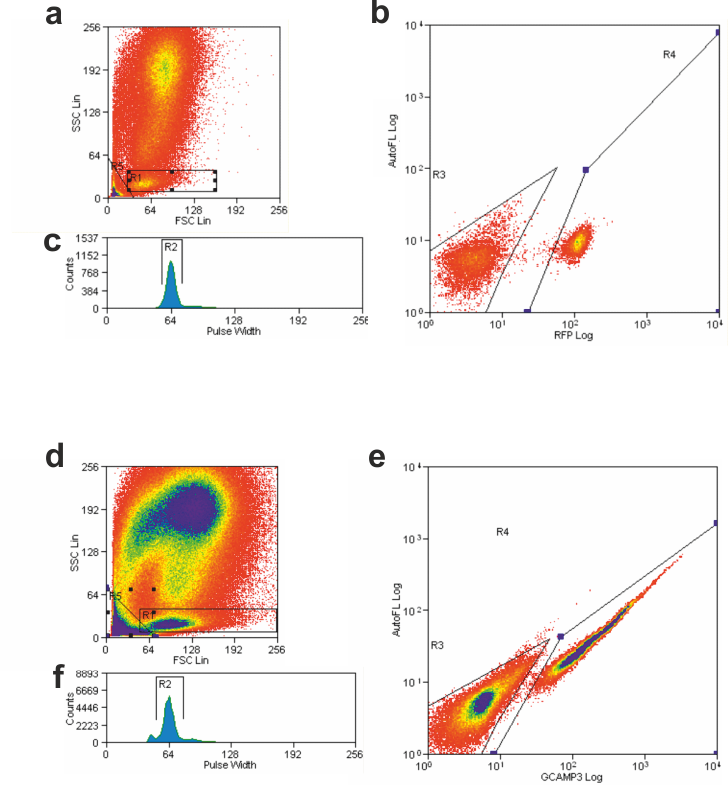 a
256
192
128
64
0
SSC Lin
R5
R1
0 64 128 192 256
FSC Lin
b
10⁴
10³
10²
10¹
10⁰
AutoFL Log
R4
R3
10⁰ 10¹ 10² 10³ 10⁴
RFP Log
c
1537
1152
768
384
0
Counts
R2
0 64 128 192 256
Pulse Width
d
256
192
128
64
0
SSC Lin
R5
R1
0 64 128 192 256
FSC Lin
e
10⁴
10³
10²
10¹
10⁰
AutoFL Log
R4
R3
10⁰ 10¹ 10² 10³ 10⁴
GCAMP3 Log
f
8893
6669
4446
2223
0
Counts
R2
0 64 128 192 256
Pulse Width